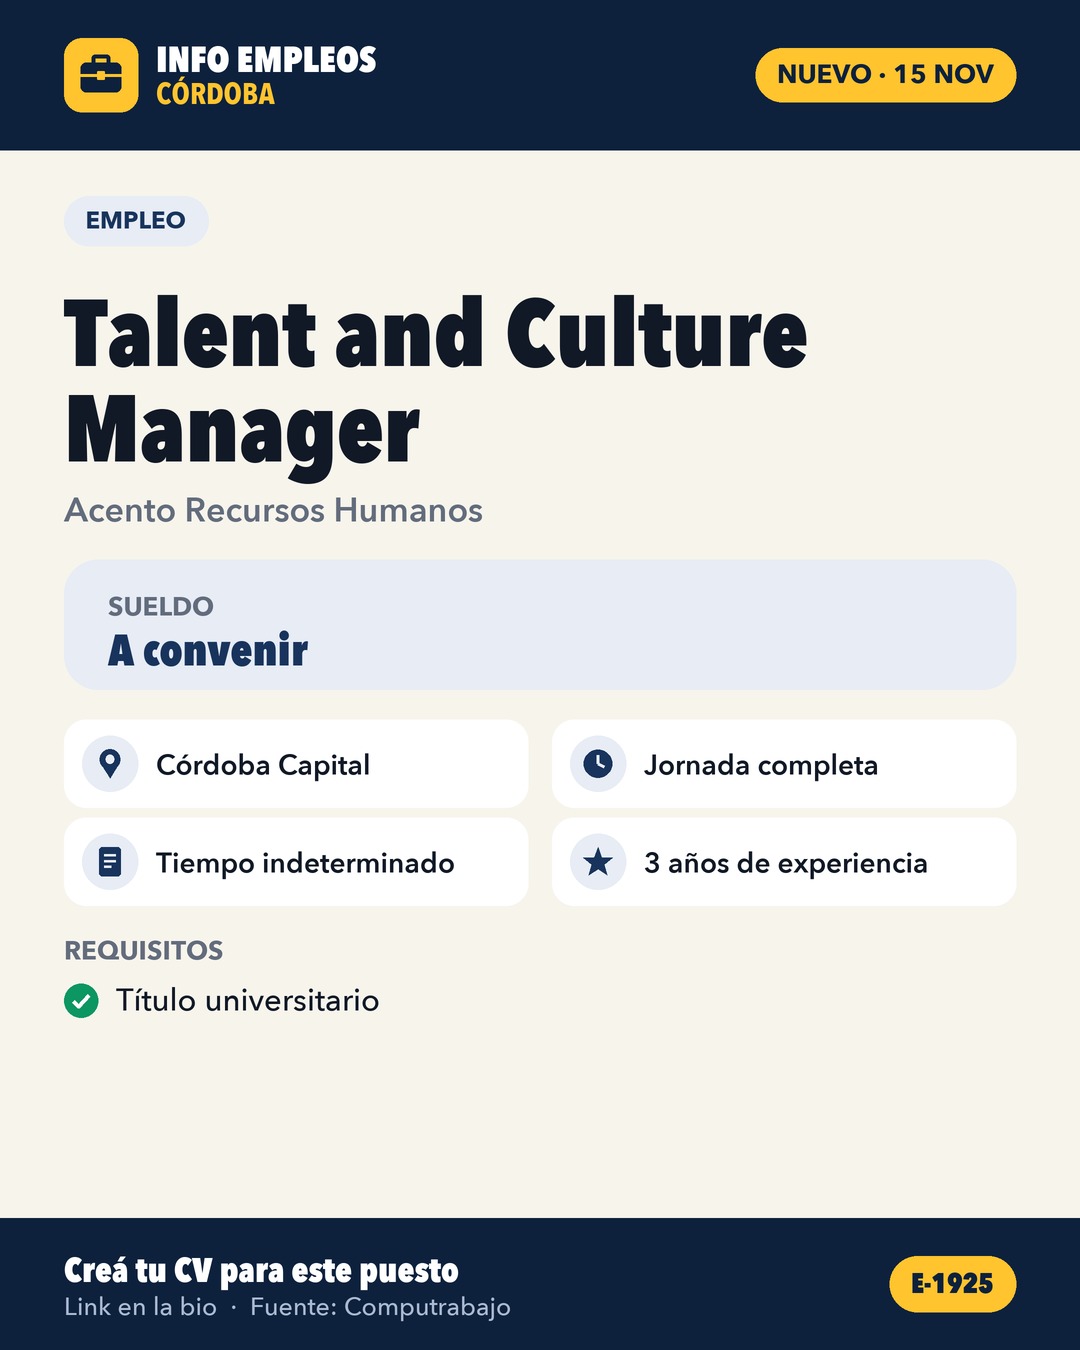 INFO EMPLEOS
CÓRDOBA
NUEVO · 15 NOV
EMPLEO
Talent and Culture
Manager
Acento Recursos Humanos
SUELDO
A convenir
Córdoba Capital
Jornada completa
Tiempo indeterminado
3 años de experiencia
REQUISITOS
Título universitario
Creá tu CV para este puesto
Link en la bio · Fuente: Computrabajo
E-1925